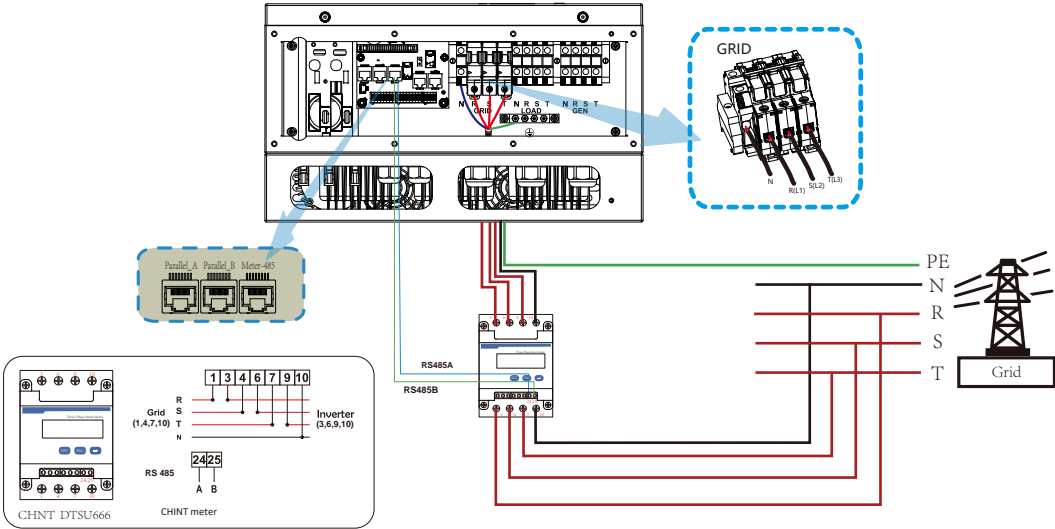 GRID
N R S T N R S T N R S T
GRID LOAD GEN
N R(L1) S(L2) T(L3)
Parallel_A Parallel_B Meter-485
PE
N
R
S
T
Grid
RS485A
RS485B
1 3 4 6 7 9 10
R
S
T
N
Grid
(1,4,7,10)
Inverter
(3,6,9,10)
24 25
RS 485
A B
24 25
CHNT DTSU666
CHINT meter